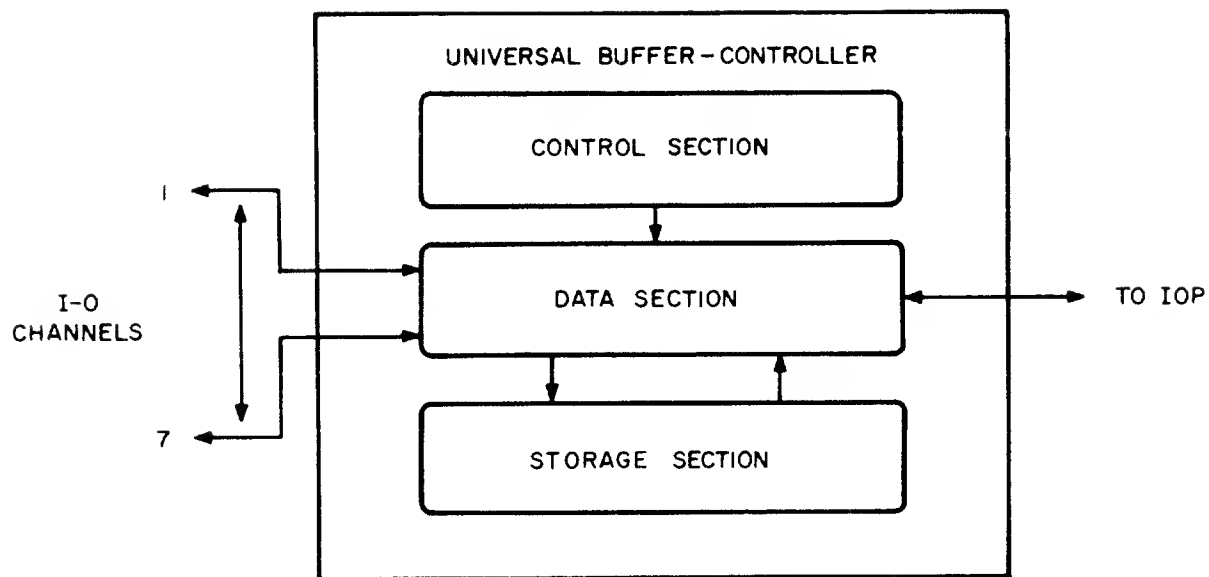 UNIVERSAL BUFFER-CONTROLLER
CONTROL SECTION
1
DATA SECTION
TO IOP
I-O
CHANNELS
7
STORAGE SECTION